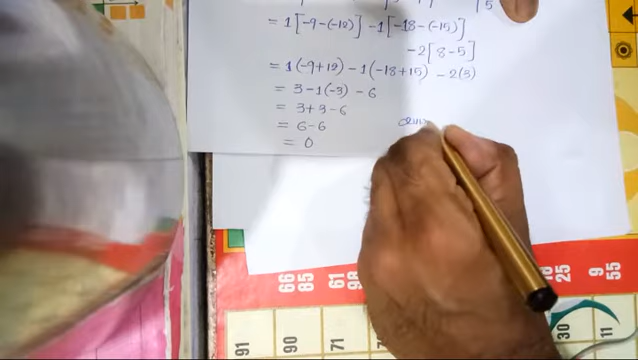 = 1[-9-(-12)] -1[-18-(-15)]
-2[8-5]
= 1(-9+12) -1(-18+15) -2(3)
= 3-1(-3) -6
= 3+3-6
= 6-6
= 0
66 85 61
25 9 55
91 90 71
30 11